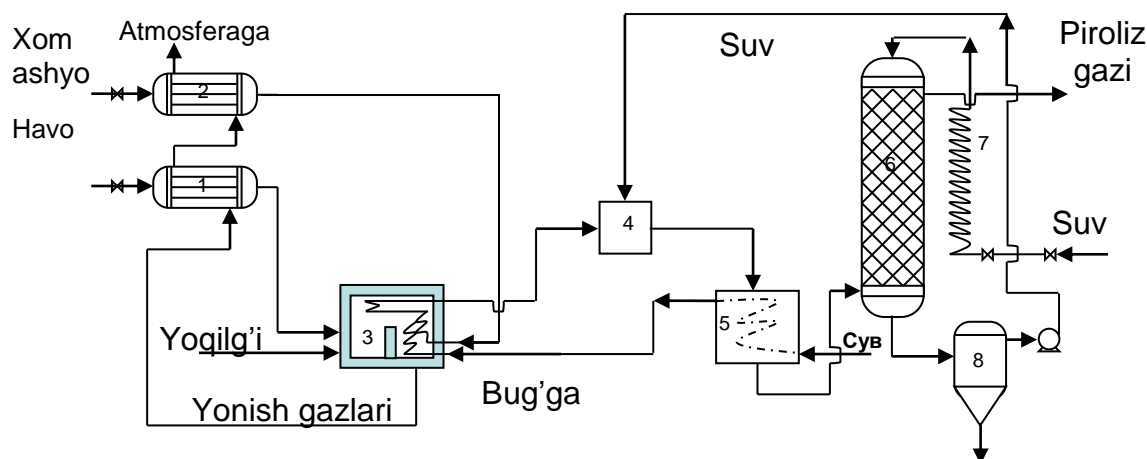 Xom
ashyo
Atmosferaga
Suv
Piroliz
gazi
2
Havo
1
7
6
4
Suv
5
3
Yoqilg’i
Сув
8
Bug’ga
Yonish gazlari